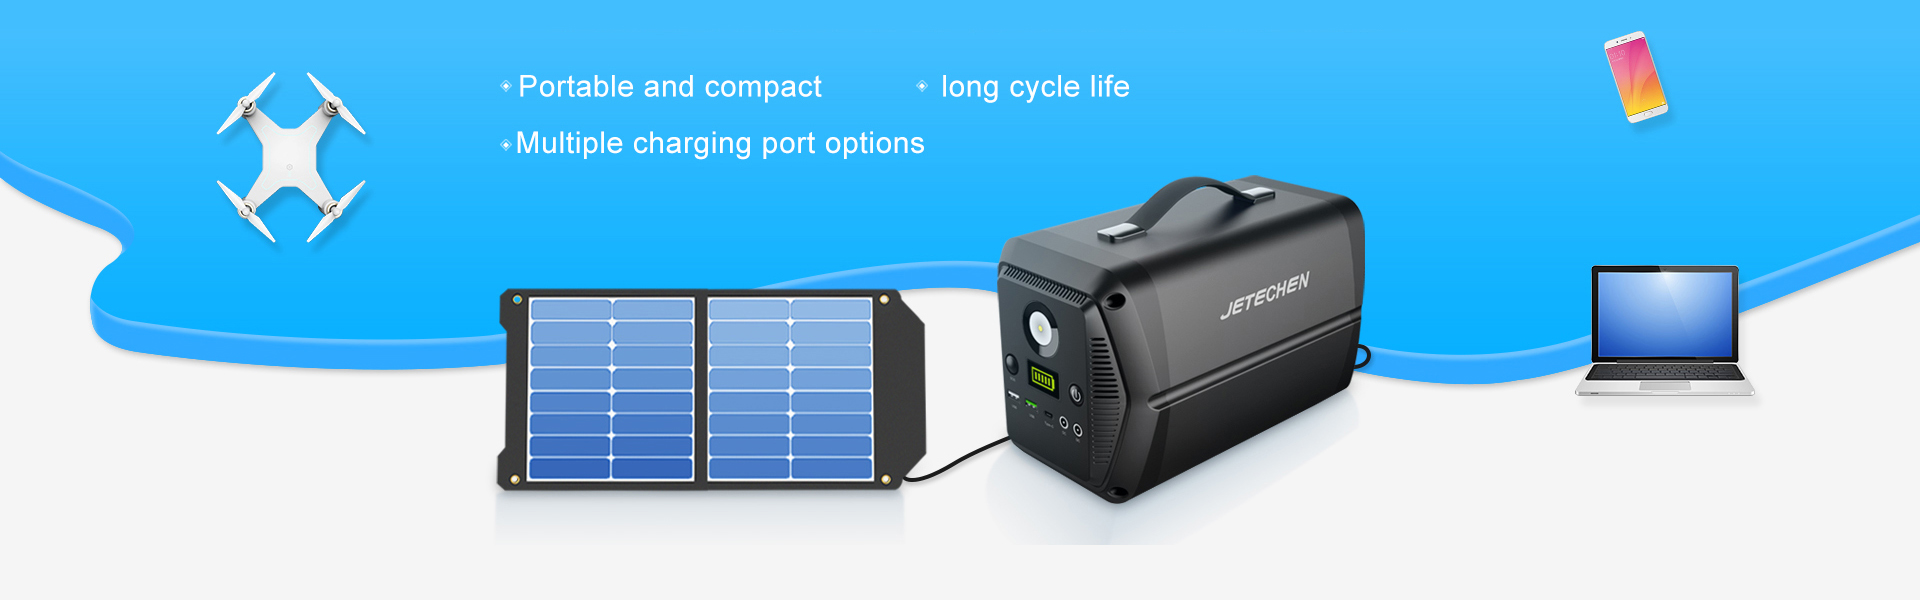 Portable and compact
long cycle life
Multiple charging port options
JETECHEN